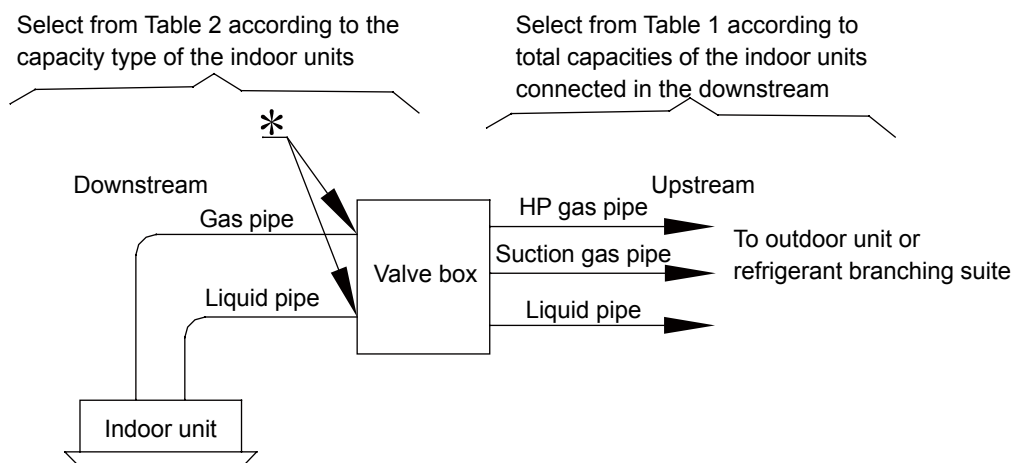 Select from Table 2 according to the
capacity type of the indoor units
Select from Table 1 according to
total capacities of the indoor units
connected in the downstream
*
Downstream
Upstream
Gas pipe
HP gas pipe
To outdoor unit or
refrigerant branching suite
Valve box
Suction gas pipe
Liquid pipe
Liquid pipe
Indoor unit